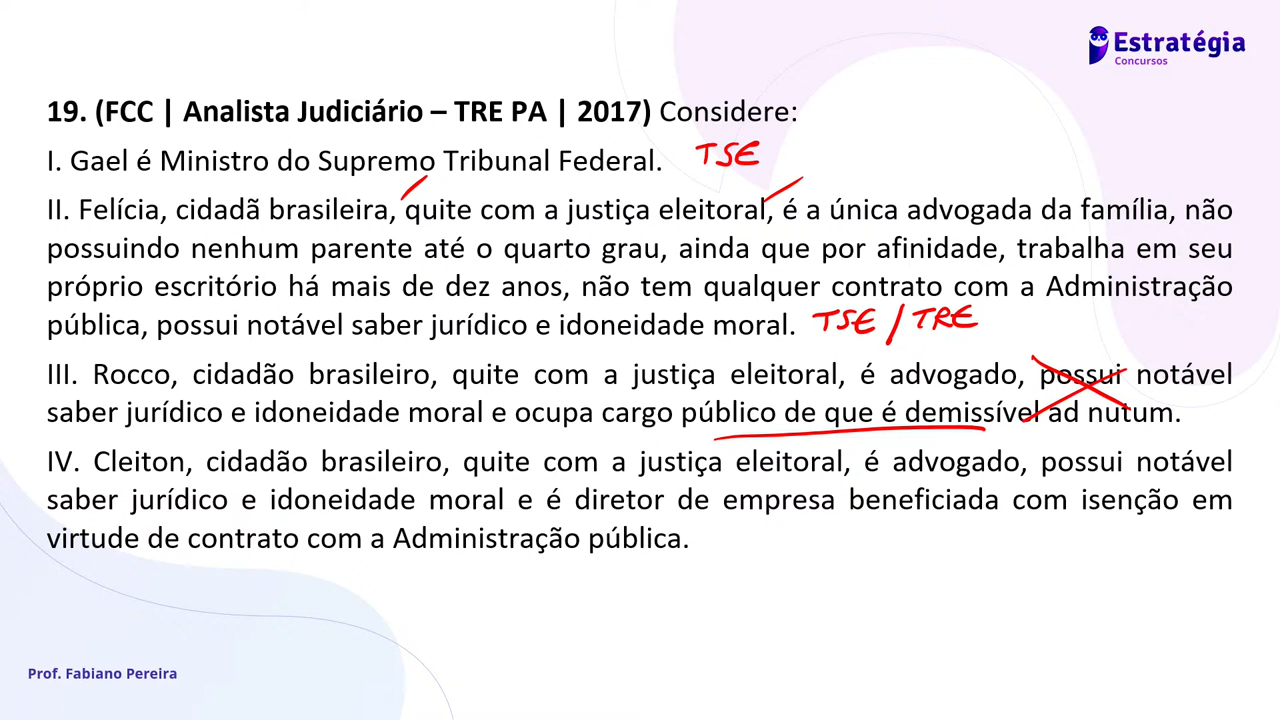 Estratégia
Concursos
19. (FCC | Analista Judiciário – TRE PA | 2017) Considere:
I. Gael é Ministro do Supremo Tribunal Federal. TSE
II. Felícia, cidadã brasileira, quite com a justiça eleitoral, é a única advogada da família, não
possuindo nenhum parente até o quarto grau, ainda que por afinidade, trabalha em seu
próprio escritório há mais de dez anos, não tem qualquer contrato com a Administração
pública, possui notável saber jurídico e idoneidade moral. TSE / TRE
III. Rocco, cidadão brasileiro, quite com a justiça eleitoral, é advogado, possui notável
saber jurídico e idoneidade moral e ocupa cargo público de que é demissível ad nutum.
IV. Cleiton, cidadão brasileiro, quite com a justiça eleitoral, é advogado, possui notável
saber jurídico e idoneidade moral e é diretor de empresa beneficiada com isenção em
virtude de contrato com a Administração pública.
Prof. Fabiano Pereira